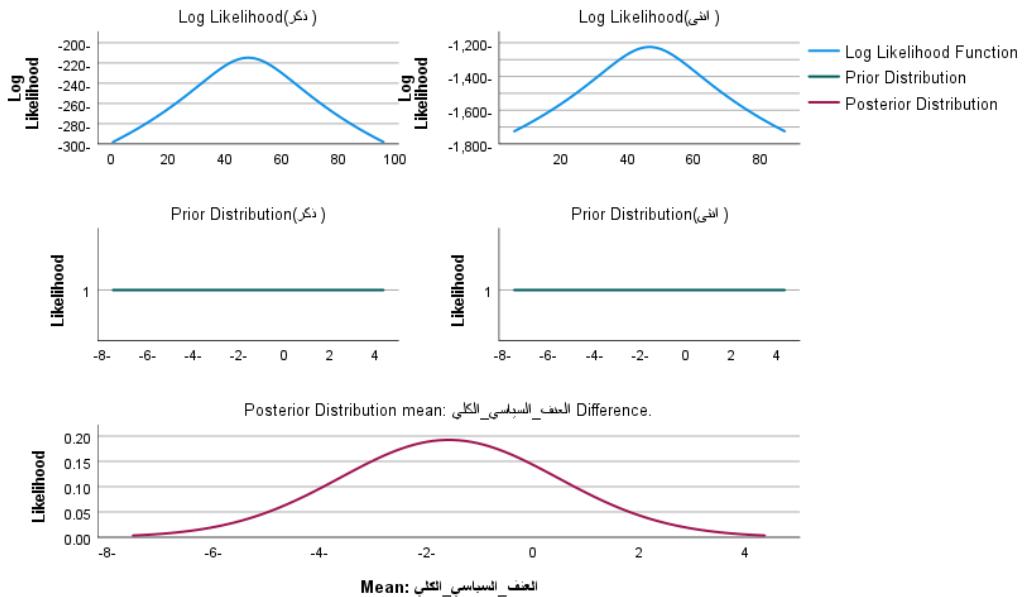 Log Likelihood(ذكر )
Log Likelihood(انثى )
Log Likelihood
-200-
-220-
-240-
-260-
-280-
-300-
0 20 40 60 80 100
Log Likelihood
-1,200-
-1,400-
-1,600-
-1,800-
20 40 60 80
Log Likelihood Function
Prior Distribution
Posterior Distribution
Prior Distribution(ذكر )
Prior Distribution(انثى )
Likelihood
1
-8- -6- -4- -2- 0 2 4
Likelihood
1
-8- -6- -4- -2- 0 2 4
Posterior Distribution mean: العنف_السياسي_الكلي Difference.
Likelihood
0.20
0.15
0.10
0.05
0.00
-8- -6- -4- -2- 0 2 4
Mean: العنف_السياسي_الكلي